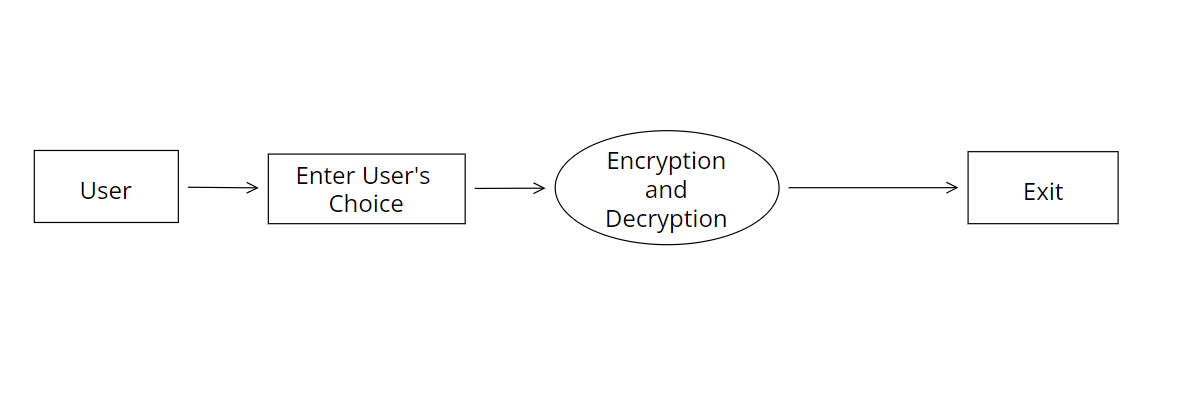 User
Enter User's
Choice
Encryption
and
Decryption
Exit